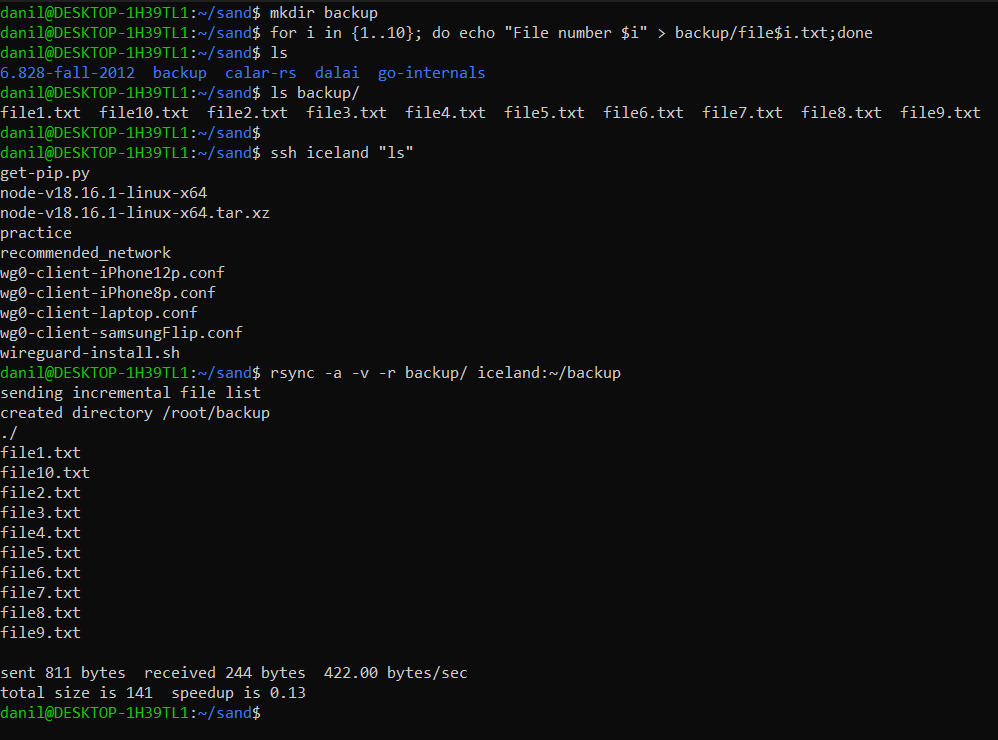 danil@DESKTOP-1H39TL1:~/sand$ mkdir backup
danil@DESKTOP-1H39TL1:~/sand$ for i in {1..10}; do echo "File number $i" > backup/file$i.txt;done
danil@DESKTOP-1H39TL1:~/sand$ ls
6.828-fall-2012  backup  calar-rs  dalai  go-internals
danil@DESKTOP-1H39TL1:~/sand$ ls backup/
file1.txt  file10.txt  file2.txt  file3.txt  file4.txt  file5.txt  file6.txt  file7.txt  file8.txt  file9.txt
danil@DESKTOP-1H39TL1:~/sand$
danil@DESKTOP-1H39TL1:~/sand$ ssh iceland "ls"
get-pip.py
node-v18.16.1-linux-x64
node-v18.16.1-linux-x64.tar.xz
practice
recommended_network
wg0-client-iPhone12p.conf
wg0-client-iPhone8p.conf
wg0-client-laptop.conf
wg0-client-samsungFlip.conf
wireguard-install.sh
danil@DESKTOP-1H39TL1:~/sand$ rsync -a -v -r backup/ iceland:~/backup
sending incremental file list
created directory /root/backup
./
file1.txt
file10.txt
file2.txt
file3.txt
file4.txt
file5.txt
file6.txt
file7.txt
file8.txt
file9.txt

sent 811 bytes  received 244 bytes  422.00 bytes/sec
total size is 141  speedup is 0.13
danil@DESKTOP-1H39TL1:~/sand$